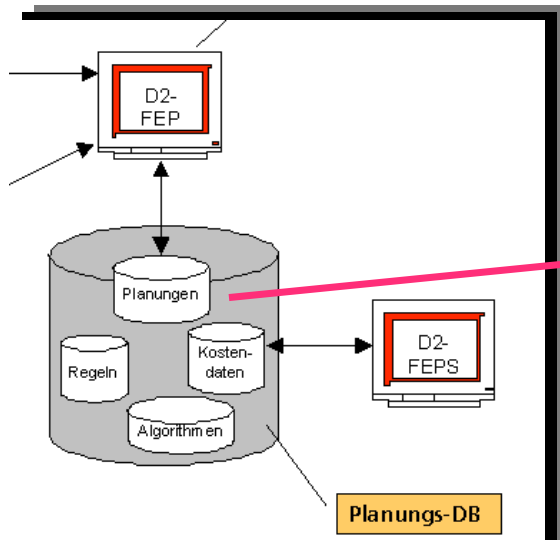 D2-
FEP
Planungen
Regeln
Kosten-
daten
Algorithmen
D2-
FEPS
Planungs-DB